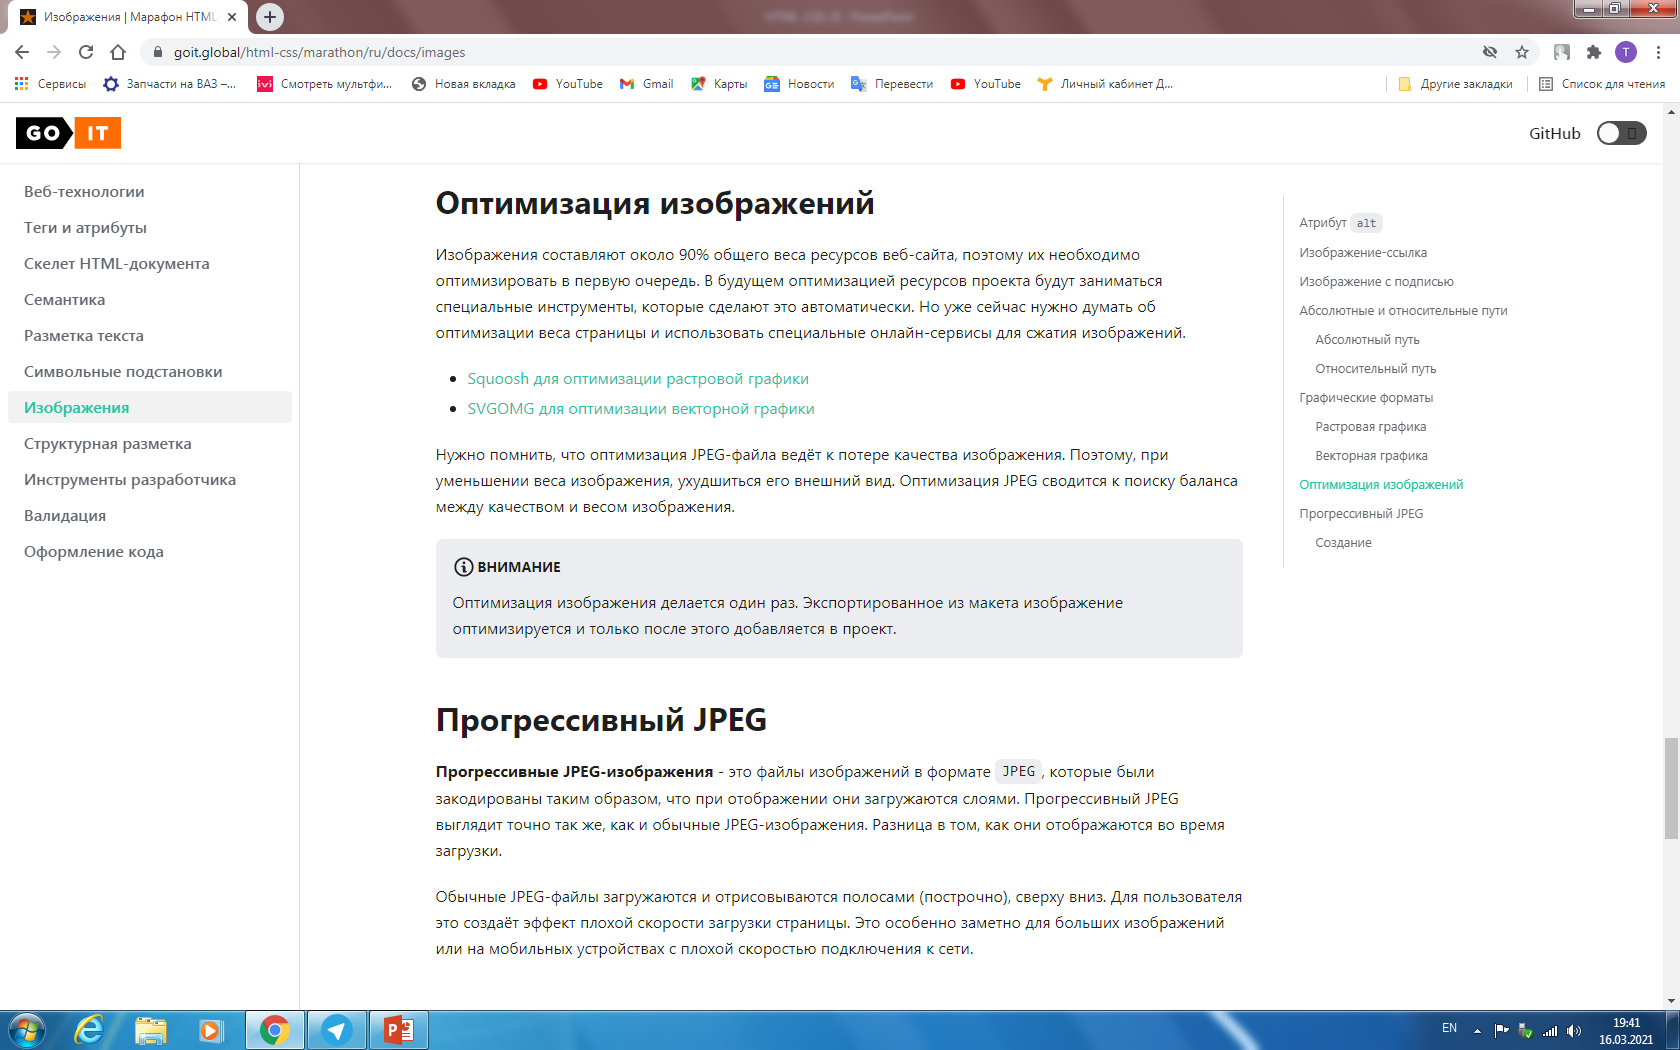 Изображения | Марафон HTML
goit.global/html-css/marathon/ru/docs/images
T
Сервисы
Запчасти на ВАЗ –...
ivi
Смотреть мультфи...
Новая вкладка
YouTube
Gmail
Карты
Новости
Перевести
YouTube
Личный кабинет Д...
Другие закладки
Список для чтения
GO IT
GitHub
Веб-технологии
Теги и атрибуты
Скелет HTML-документа
Семантика
Разметка текста
Символьные подстановки
Изображения
Структурная разметка
Инструменты разработчика
Валидация
Оформление кода
Оптимизация изображений
Изображения составляют около 90% общего веса ресурсов веб-сайта, поэтому их необходимо
оптимизировать в первую очередь. В будущем оптимизацией ресурсов проекта будут заниматься
специальные инструменты, которые сделают это автоматически. Но уже сейчас нужно думать об
оптимизации веса страницы и использовать специальные онлайн-сервисы для сжатия изображений.
Squoosh для оптимизации растровой графики
SVGOMG для оптимизации векторной графики
Нужно помнить, что оптимизация JPEG-файла ведёт к потере качества изображения. Поэтому, при
уменьшении веса изображения, ухудшиться его внешний вид. Оптимизация JPEG сводится к поиску баланса
между качеством и весом изображения.
ВНИМАНИЕ
Оптимизация изображения делается один раз. Экспортированное из макета изображение
оптимизируется и только после этого добавляется в проект.
Прогрессивный JPEG
Прогрессивные JPEG-изображения - это файлы изображений в формате JPEG, которые были
закодированы таким образом, что при отображении они загружаются слоями. Прогрессивный JPEG
выглядит точно так же, как и обычные JPEG-изображения. Разница в том, как они отображаются во время
загрузки.
Обычные JPEG-файлы загружаются и отрисовываются полосами (построчно), сверху вниз. Для пользователя
это создаёт эффект плохой скорости загрузки страницы. Это особенно заметно для больших изображений
или на мобильных устройствах с плохой скоростью подключения к сети.
Атрибут alt
Изображение-ссылка
Изображение с подписью
Абсолютные и относительные пути
Абсолютный путь
Относительный путь
Графические форматы
Растровая графика
Векторная графика
Оптимизация изображений
Прогрессивный JPEG
Создание
EN
19:41
16.03.2021